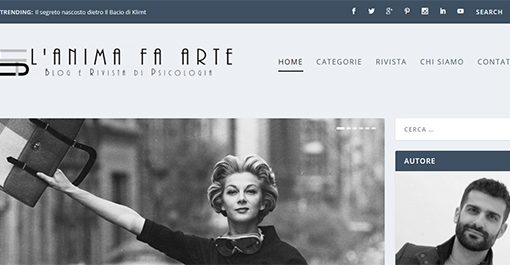 TRENDING: Il segreto nascosto dietro il Bacio di Klimt
SEARCH
L'ANIMA FA ARTE
BLOG E RIVISTA DI PSICOLOGIA
HOME CATEGORIE RIVISTA CHI SIAMO CONTAT
CERCA ...
AUTORE